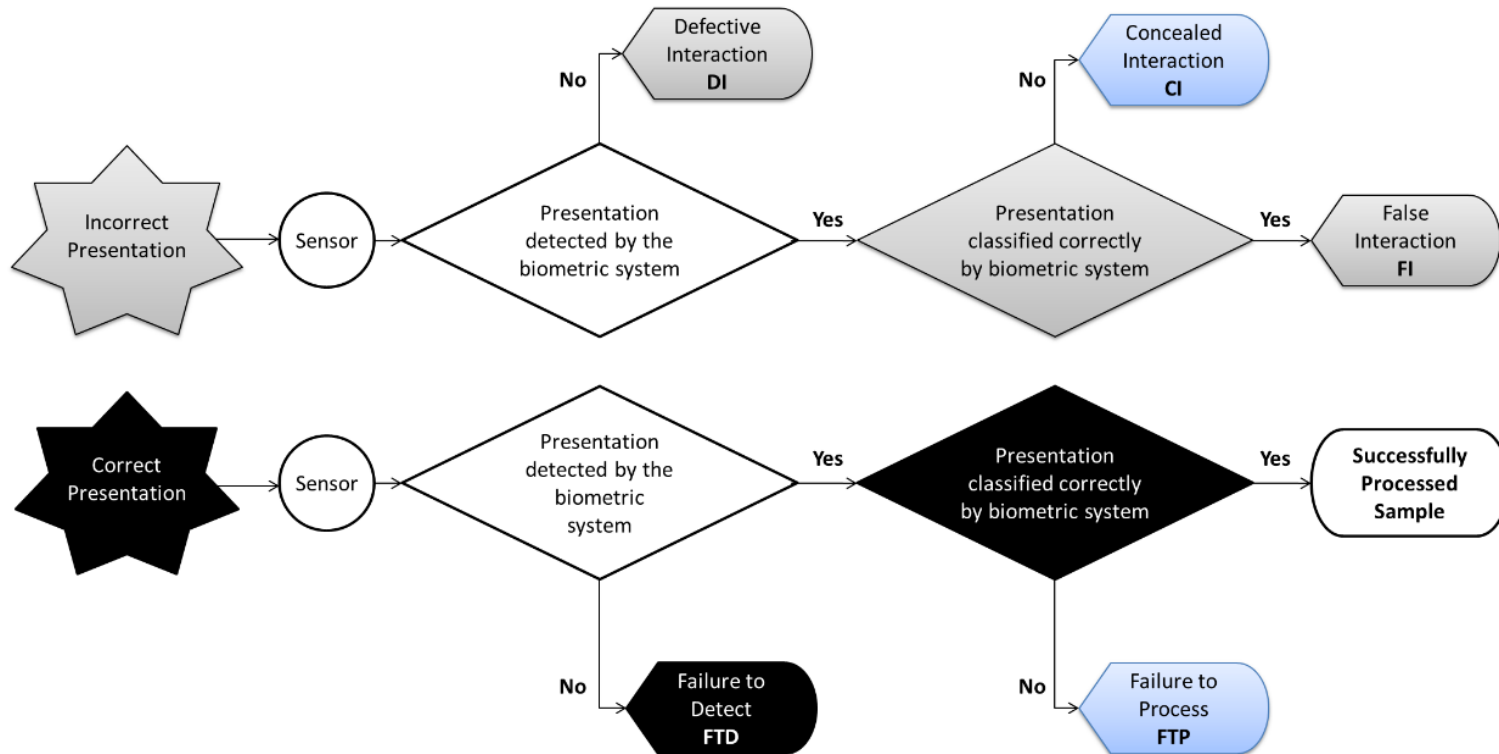 Defective
Interaction
DI
No
Concealed
Interaction
CI
No
Incorrect
Presentation
Sensor
Presentation
detected by the
biometric system
Yes
Presentation
classified correctly
by biometric system
Yes
False
Interaction
FI
Correct
Presentation
Sensor
Presentation
detected by the
biometric
system
Yes
Presentation
classified correctly
by biometric system
Yes
Successfully
Processed
Sample
No
Failure to
Detect
FTD
No
Failure to
Process
FTP